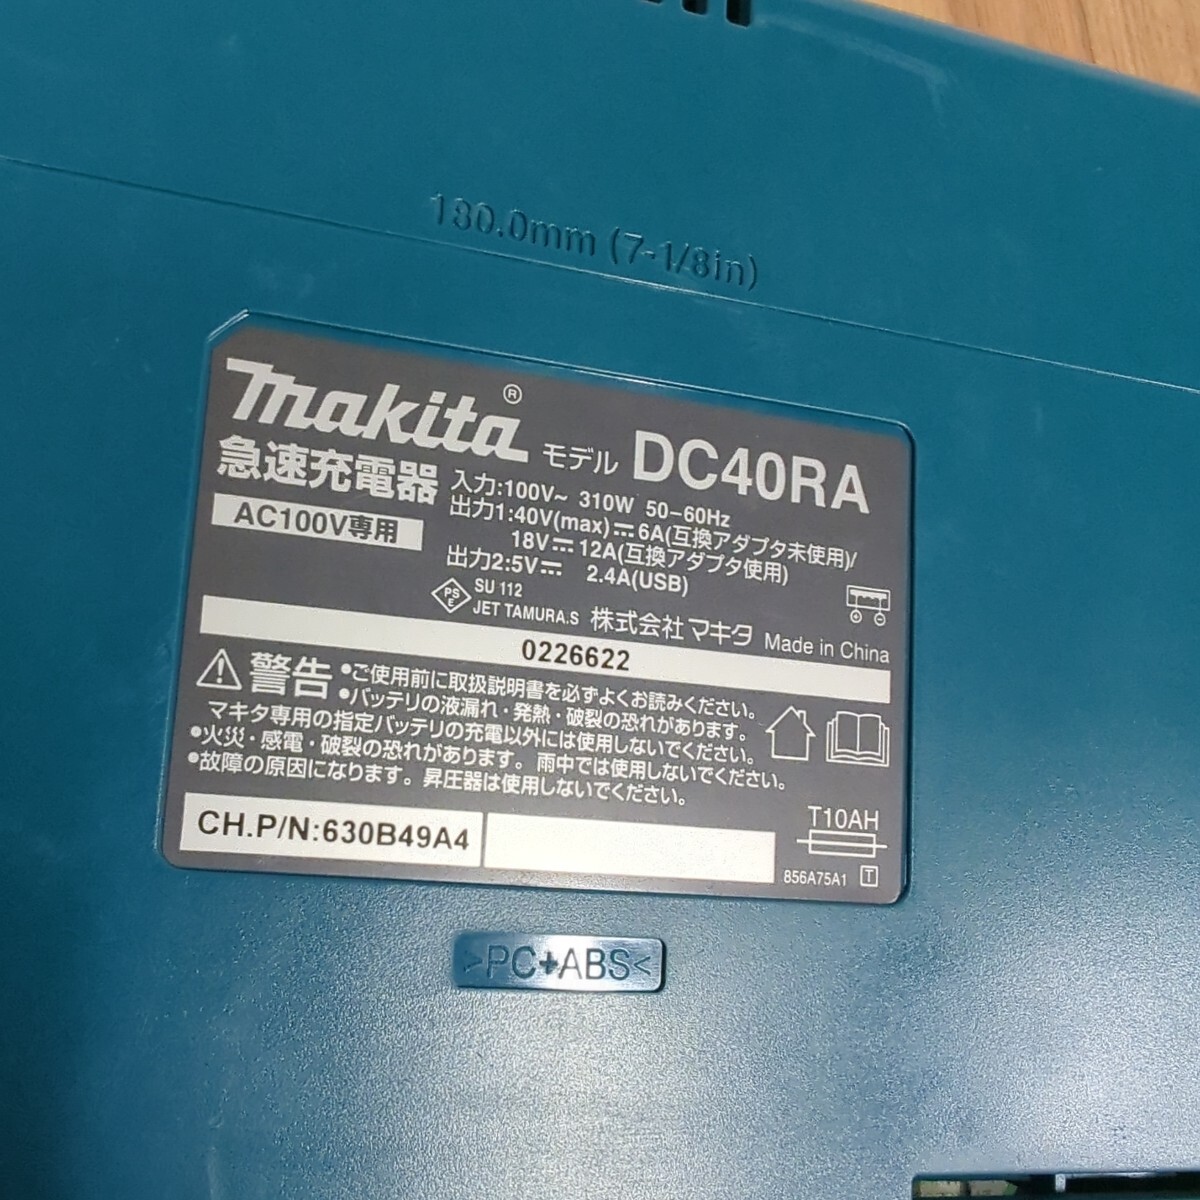 180.0mm (7-1/8in)
makita® モデル DC40RA
急速充電器
AC100V専用
入力:100V~ 310W 50-60Hz
出力1:40V(max)⎓6A(互換アダプタ未使用)/
18V⎓12A(互換アダプタ使用)
出力2:5V⎓ 2.4A(USB)
PSE SU 112
JET TAMURA.S 株式会社マキタ Made in China
0226622
⚠警告 •ご使用前に取扱説明書を必ずよくお読みください。
•バッテリの液漏れ・発熱・破裂の恐れがあります。
マキタ専用の指定バッテリの充電以外には使用しないでください。
•火災・感電・破裂の恐れがあります。雨中では使用しないでください。
•故障の原因になります。昇圧器は使用しないでください。
CH.P/N:630B49A4
T10AH
856A75A1 T
>PC+ABS<